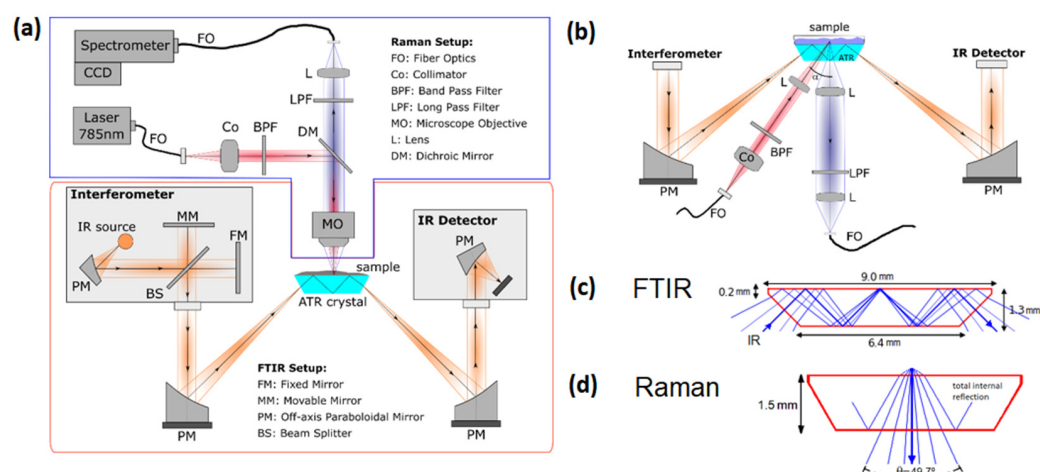 (a)
Spectrometer
CCD
FO
Laser
785nm
FO
Co
BPF
DM
LPF
L
MO
Raman Setup:
FO: Fiber Optics
Co: Collimator
BPF: Band Pass Filter
LPF: Long Pass Filter
MO: Microscope Objective
L: Lens
DM: Dichroic Mirror
Interferometer
IR source
MM
FM
PM
BS
IR Detector
PM
sample
ATR crystal
PM
PM
FTIR Setup:
FM: Fixed Mirror
MM: Movable Mirror
PM: Off-axis Paraboloidal Mirror
BS: Beam Splitter
(b)
sample
Interferometer
ATR
IR Detector
α
L
L
BPF
Co
LPF
L
PM
PM
FO
FO
(c)
FTIR
9.0 mm
0.2 mm
1.3 mm
IR
6.4 mm
(d)
Raman
1.5 mm
total internal
reflection
θ=49.7°